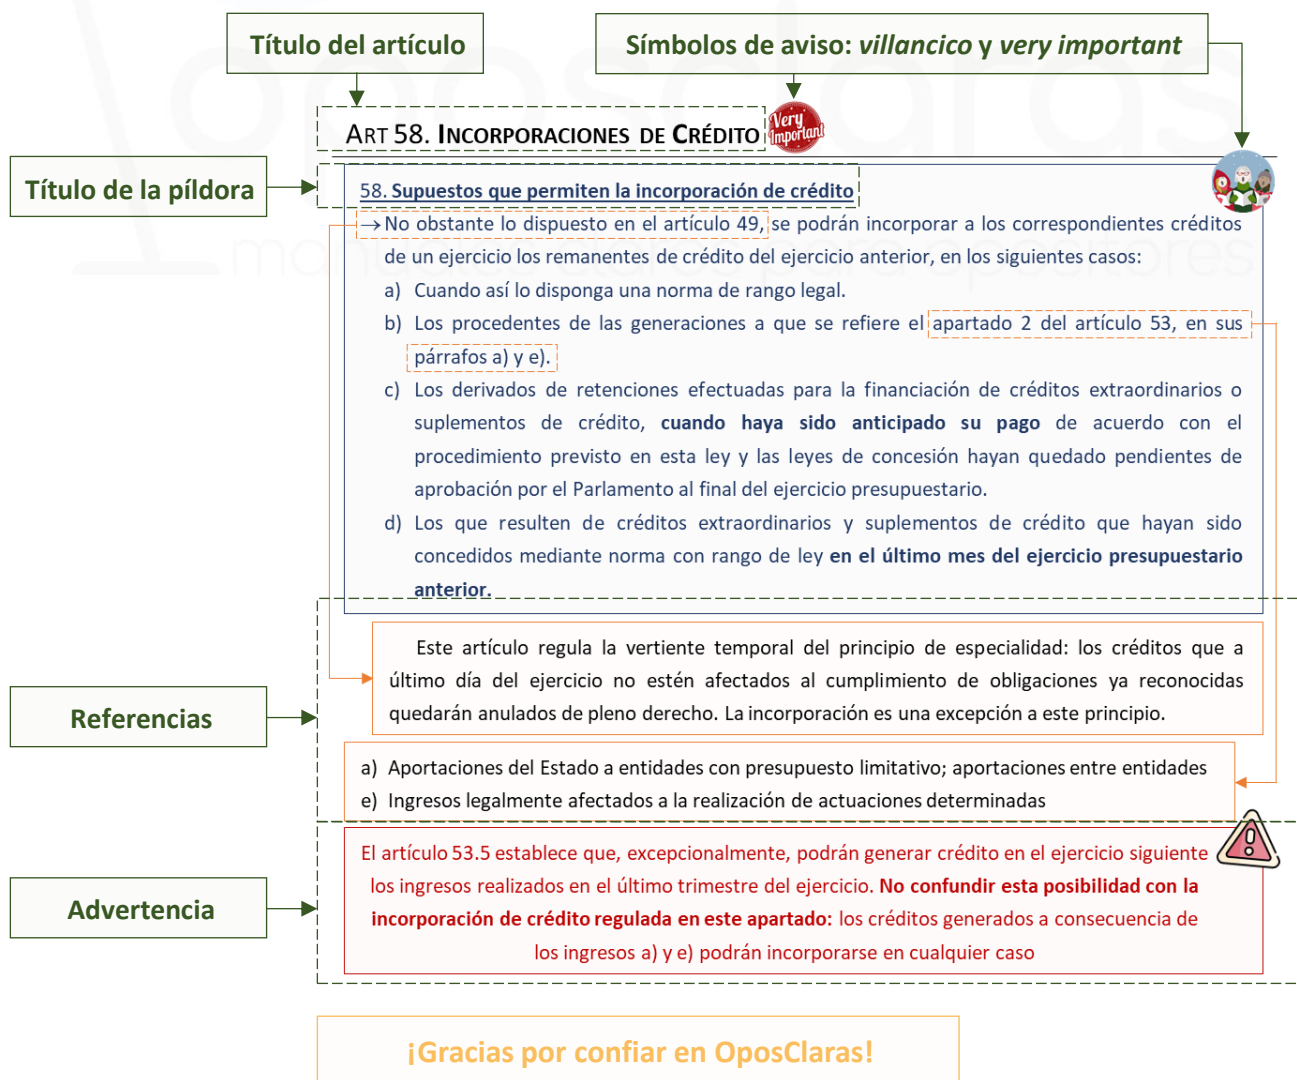 oposclaras
manuales claros para opositores
Título del artículo
Símbolos de aviso: villancico y very important
ART 58. INCORPORACIONES DE CRÉDITO
Very
Important
Título de la píldora
58. Supuestos que permiten la incorporación de crédito
→No obstante lo dispuesto en el artículo 49, se podrán incorporar a los correspondientes créditos
de un ejercicio los remanentes de crédito del ejercicio anterior, en los siguientes casos:
a) Cuando así lo disponga una norma de rango legal.
b) Los procedentes de las generaciones a que se refiere el apartado 2 del artículo 53, en sus
párrafos a) y e).
c) Los derivados de retenciones efectuadas para la financiación de créditos extraordinarios o
suplementos de crédito, cuando haya sido anticipado su pago de acuerdo con el
procedimiento previsto en esta ley y las leyes de concesión hayan quedado pendientes de
aprobación por el Parlamento al final del ejercicio presupuestario.
d) Los que resulten de créditos extraordinarios y suplementos de crédito que hayan sido
concedidos mediante norma con rango de ley en el último mes del ejercicio presupuestario
anterior.
Referencias
Este artículo regula la vertiente temporal del principio de especialidad: los créditos que a
último día del ejercicio no estén afectados al cumplimiento de obligaciones ya reconocidas
quedarán anulados de pleno derecho. La incorporación es una excepción a este principio.
a) Aportaciones del Estado a entidades con presupuesto limitativo; aportaciones entre entidades
e) Ingresos legalmente afectados a la realización de actuaciones determinadas
Advertencia
El artículo 53.5 establece que, excepcionalmente, podrán generar crédito en el ejercicio siguiente
los ingresos realizados en el último trimestre del ejercicio. No confundir esta posibilidad con la
incorporación de crédito regulada en este apartado: los créditos generados a consecuencia de
los ingresos a) y e) podrán incorporarse en cualquier caso
¡Gracias por confiar en OposClaras!